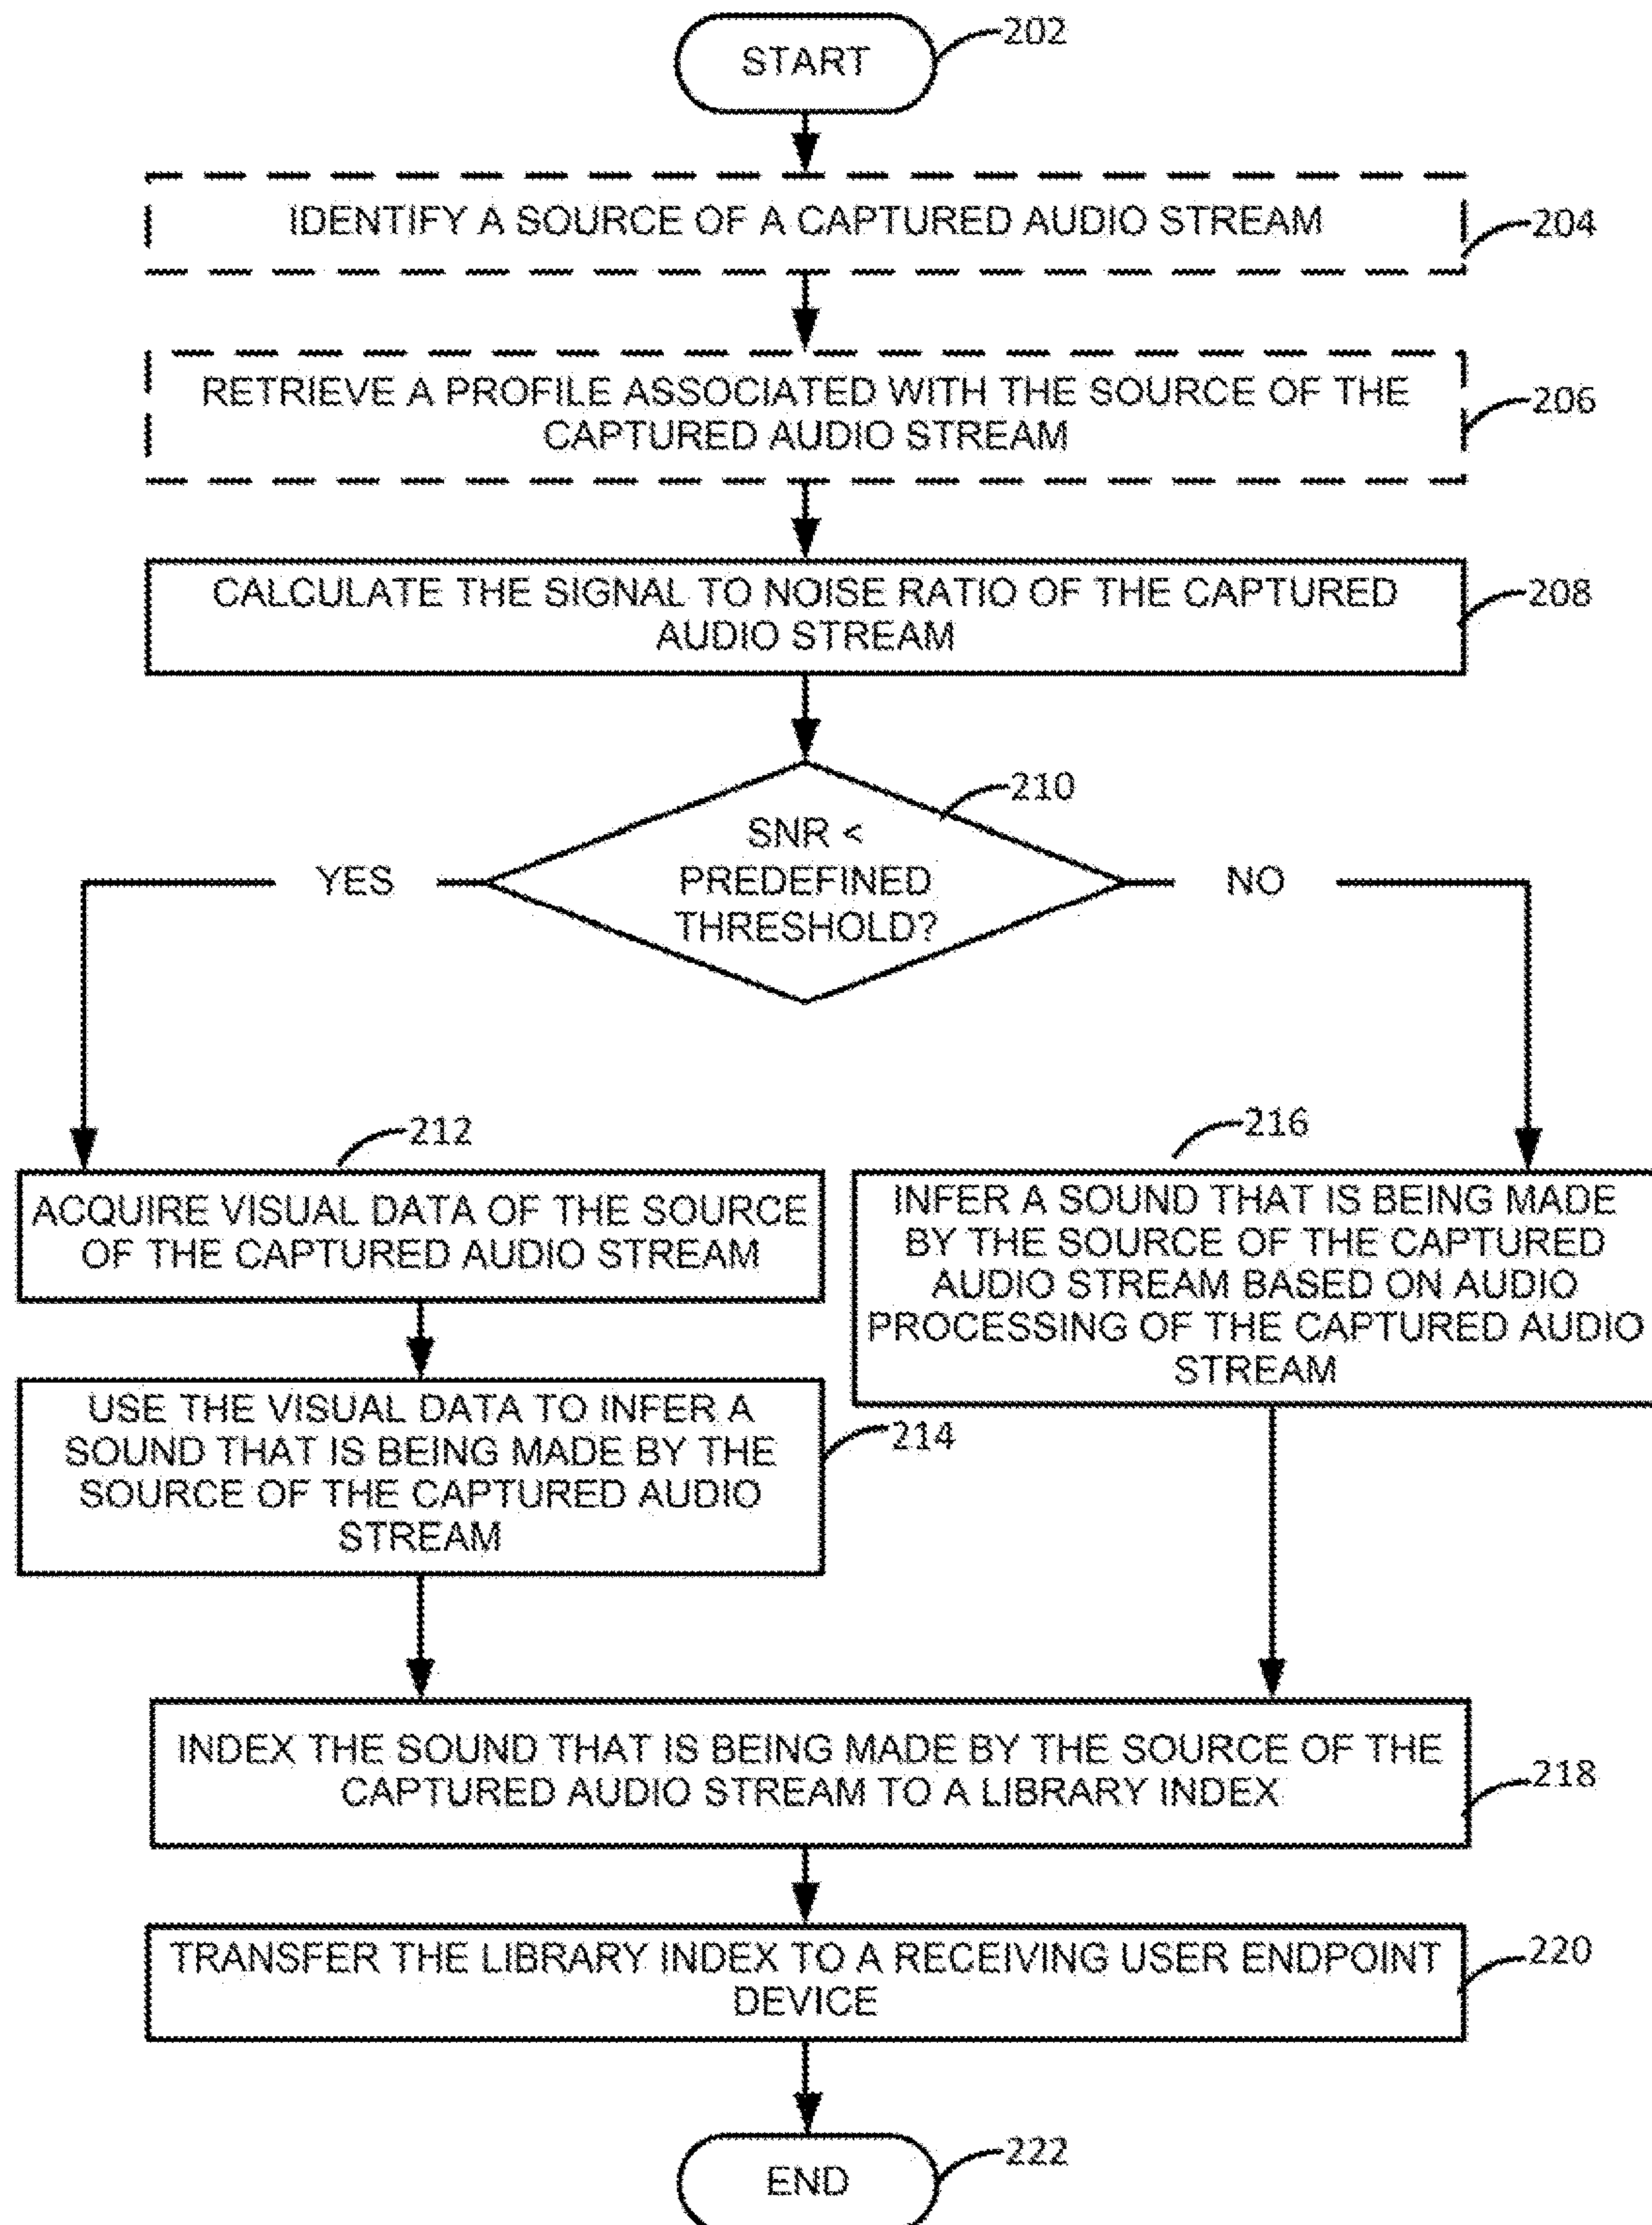 START
202
IDENTIFY A SOURCE OF A CAPTURED AUDIO STREAM
204
RETRIEVE A PROFILE ASSOCIATED WITH THE SOURCE OF THE
CAPTURED AUDIO STREAM
206
CALCULATE THE SIGNAL TO NOISE RATIO OF THE CAPTURED
AUDIO STREAM
208
210
SNR <
PREDEFINED
THRESHOLD?
YES
NO
212
ACQUIRE VISUAL DATA OF THE SOURCE
OF THE CAPTURED AUDIO STREAM
216
INFER A SOUND THAT IS BEING MADE
BY THE SOURCE OF THE CAPTURED
AUDIO STREAM BASED ON AUDIO
PROCESSING OF THE CAPTURED AUDIO
STREAM
USE THE VISUAL DATA TO INFER A
SOUND THAT IS BEING MADE BY THE
SOURCE OF THE CAPTURED AUDIO
STREAM
214
INDEX THE SOUND THAT IS BEING MADE BY THE SOURCE OF THE
CAPTURED AUDIO STREAM TO A LIBRARY INDEX
218
TRANSFER THE LIBRARY INDEX TO A RECEIVING USER ENDPOINT
DEVICE
220
END
222